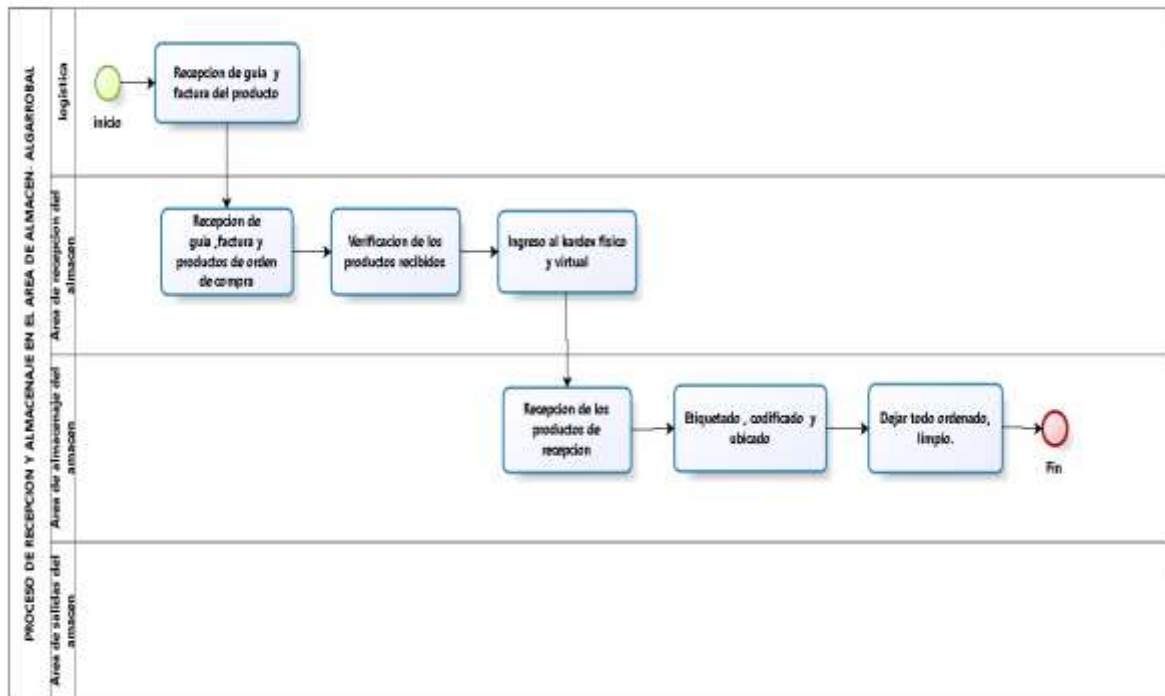 PROCESO DE RECEPCION Y ALMACENAJE EN EL AREA DE ALMACEN- ALGARROBAL
logistica
inicio
Recepcion de guia y
factura del producto
Area de recepcion del
almacen
Recepcion de
guia ,factura y
productos de orden
de compra
Verificacion de los
productos recibidos
Ingreso al kardex fisico
y virtual
Area de almacenaje del
amacen
Recepcion de los
productos de
recepcion
Etiquetado , codificado y
ubicado
Dejar todo ordenado,
limpio.
Fin
Area de salidas del
amacen